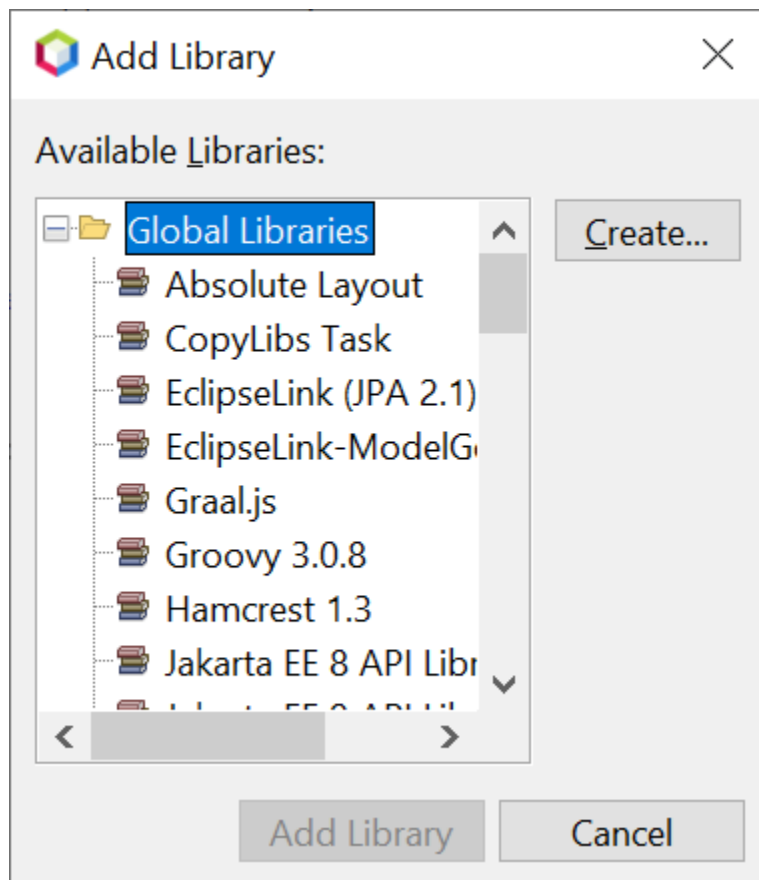 Add Library
Available Libraries:
Global Libraries
Create...
Absolute Layout
CopyLibs Task
EclipseLink (JPA 2.1)
EclipseLink-ModelG
Graal.js
Groovy 3.0.8
Hamcrest 1.3
Jakarta EE 8 API Libr
Add Library
Cancel